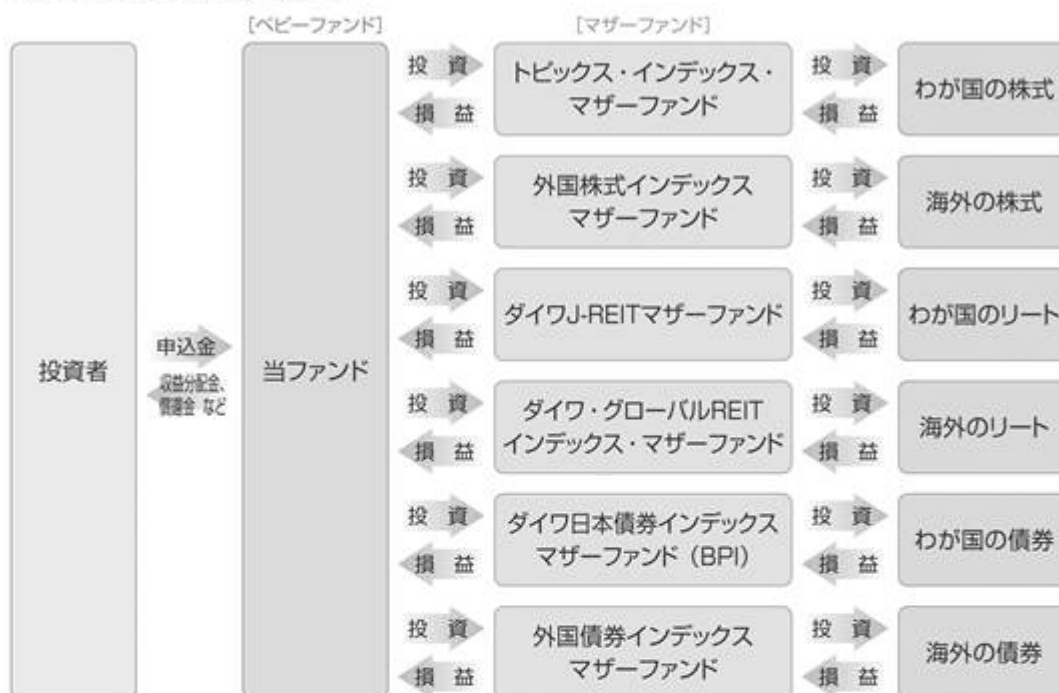 [ベビーファンド]
[マザーファンド]
投資者
申込金
収益分配金、
償還金 など
当ファンド
投 資
損 益
トピックス・インデックス・
マザーファンド
投 資
損 益
わが国の株式
投 資
損 益
外国株式インデックス
マザーファンド
投 資
損 益
海外の株式
投 資
損 益
ダイワJ-REITマザーファンド
投 資
損 益
わが国のリート
投 資
損 益
ダイワ・グローバルREIT
インデックス・マザーファンド
投 資
損 益
海外のリート
投 資
損 益
ダイワ日本債券インデックス
マザーファンド（BPI）
投 資
損 益
わが国の債券
投 資
損 益
外国債券インデックス
マザーファンド
投 資
損 益
海外の債券